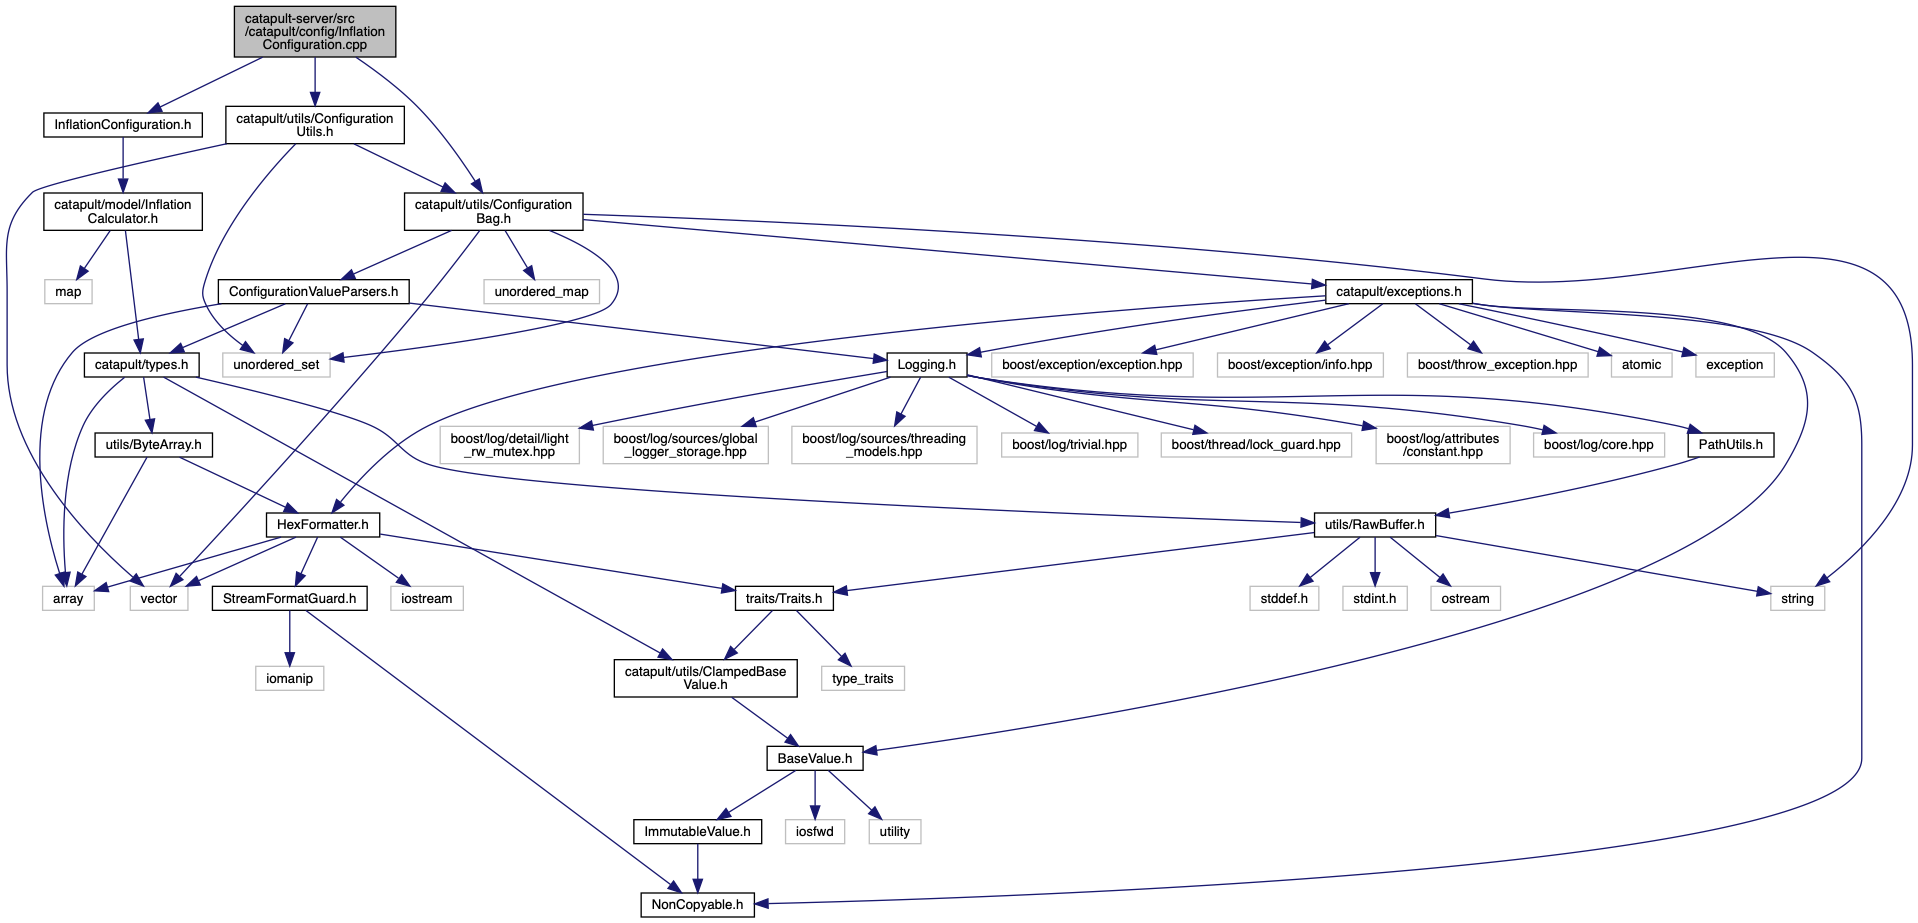 catapult-server/src
/catapult/config/Inflation
Configuration.cpp
InflationConfiguration.h
catapult/utils/Configuration
Utils.h
catapult/model/Inflation
Calculator.h
catapult/utils/Configuration
Bag.h
map
ConfigurationValueParsers.h
unordered_map
catapult/exceptions.h
catapult/types.h
unordered_set
Logging.h
boost/exception/exception.hpp
boost/exception/info.hpp
boost/throw_exception.hpp
atomic
exception
utils/ByteArray.h
boost/log/detail/light
_rw_mutex.hpp
boost/log/sources/global
_logger_storage.hpp
boost/log/sources/threading
_models.hpp
boost/log/trivial.hpp
boost/thread/lock_guard.hpp
boost/log/attributes
/constant.hpp
boost/log/core.hpp
PathUtils.h
HexFormatter.h
utils/RawBuffer.h
array
vector
StreamFormatGuard.h
iostream
traits/Traits.h
stddef.h
stdint.h
ostream
string
iomanip
catapult/utils/ClampedBase
Value.h
type_traits
BaseValue.h
ImmutableValue.h
iosfwd
utility
NonCopyable.h